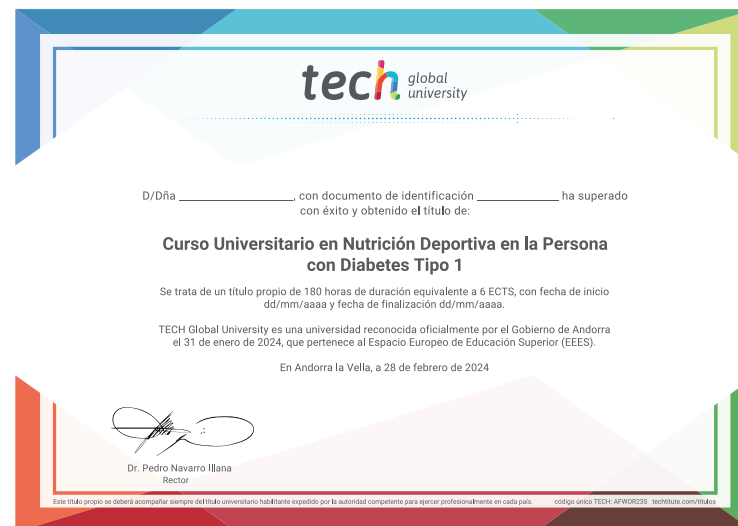 tech global university
D/Dña ______________, con documento de identificación ____________ ha superado
con éxito y obtenido el título de:
Curso Universitario en Nutrición Deportiva en la Persona
con Diabetes Tipo 1
Se trata de un título propio de 180 horas de duración equivalente a 6 ECTS, con fecha de inicio
dd/mm/aaaa y fecha de finalización dd/mm/aaaa.
TECH Global University es una universidad reconocida oficialmente por el Gobierno de Andorra
el 31 de enero de 2024, que pertenece al Espacio Europeo de Educación Superior (EEES).
En Andorra la Vella, a 28 de febrero de 2024
Dr. Pedro Navarro Illana
Rector
Este título propio se deberá acompañar siempre del título universitario habilitante expedido por la autoridad competente para ejercer profesionalmente en cada país. código único TECH: AFWOR23S techtitute.com/titulos